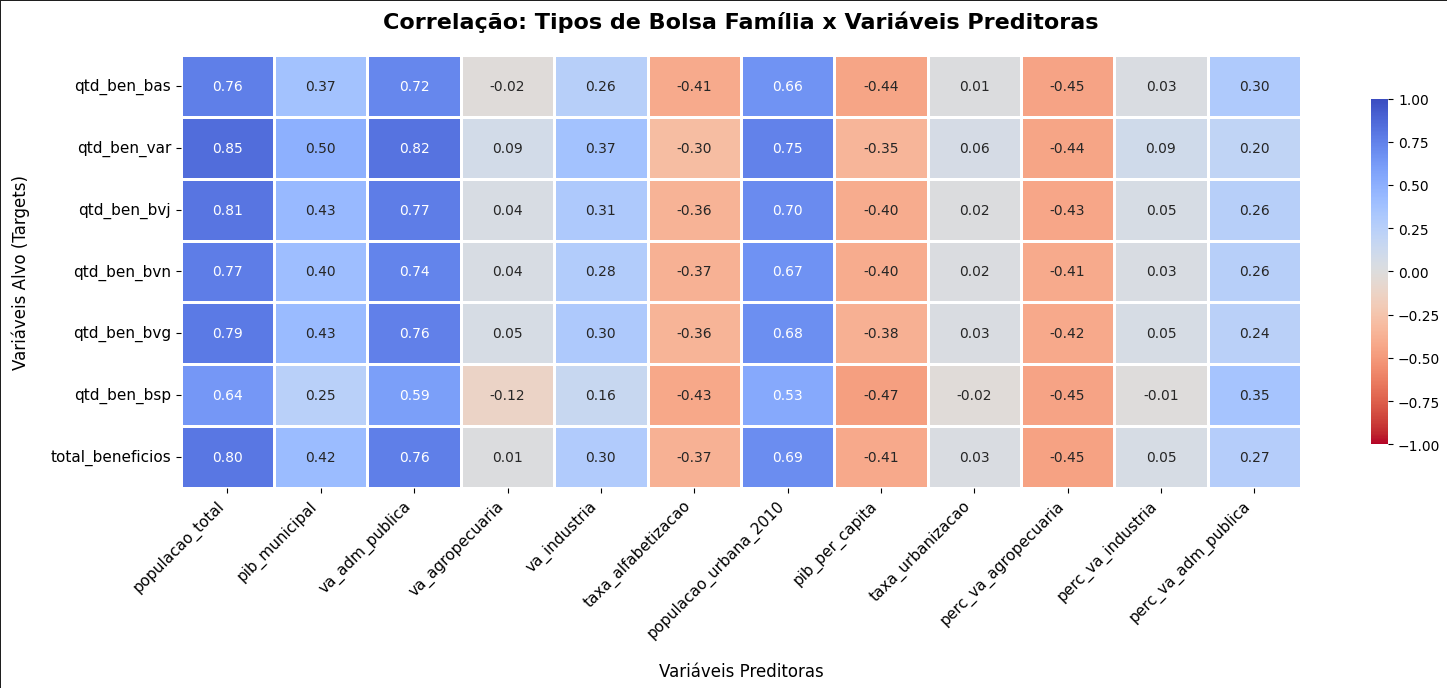 Correlação: Tipos de Bolsa Família x Variáveis Preditoras
Variáveis Alvo (Targets)
qtd_ben_bas 0.76 0.37 0.72 -0.02 0.26 -0.41 0.66 -0.44 0.01 -0.45 0.03 0.30
qtd_ben_var 0.85 0.50 0.82 0.09 0.37 -0.30 0.75 -0.35 0.06 -0.44 0.09 0.20
qtd_ben_bvj 0.81 0.43 0.77 0.04 0.31 -0.36 0.70 -0.40 0.02 -0.43 0.05 0.26
qtd_ben_bvn 0.77 0.40 0.74 0.04 0.28 -0.37 0.67 -0.40 0.02 -0.41 0.03 0.26
qtd_ben_bvg 0.79 0.43 0.76 0.05 0.30 -0.36 0.68 -0.38 0.03 -0.42 0.05 0.24
qtd_ben_bsp 0.64 0.25 0.59 -0.12 0.16 -0.43 0.53 -0.47 -0.02 -0.45 -0.01 0.35
total_beneficios 0.80 0.42 0.76 0.01 0.30 -0.37 0.69 -0.41 0.03 -0.45 0.05 0.27
populacao_total
pib_municipal
va_adm_publica
va_agropecuaria
va_industria
taxa_alfabetizacao
populacao_urbana_2010
pib_per_capita
taxa_urbanizacao
perc_va_agropecuaria
perc_va_industria
perc_va_adm_publica
Variáveis Preditoras
1.00
0.75
0.50
0.25
0.00
−0.25
−0.50
−0.75
−1.00